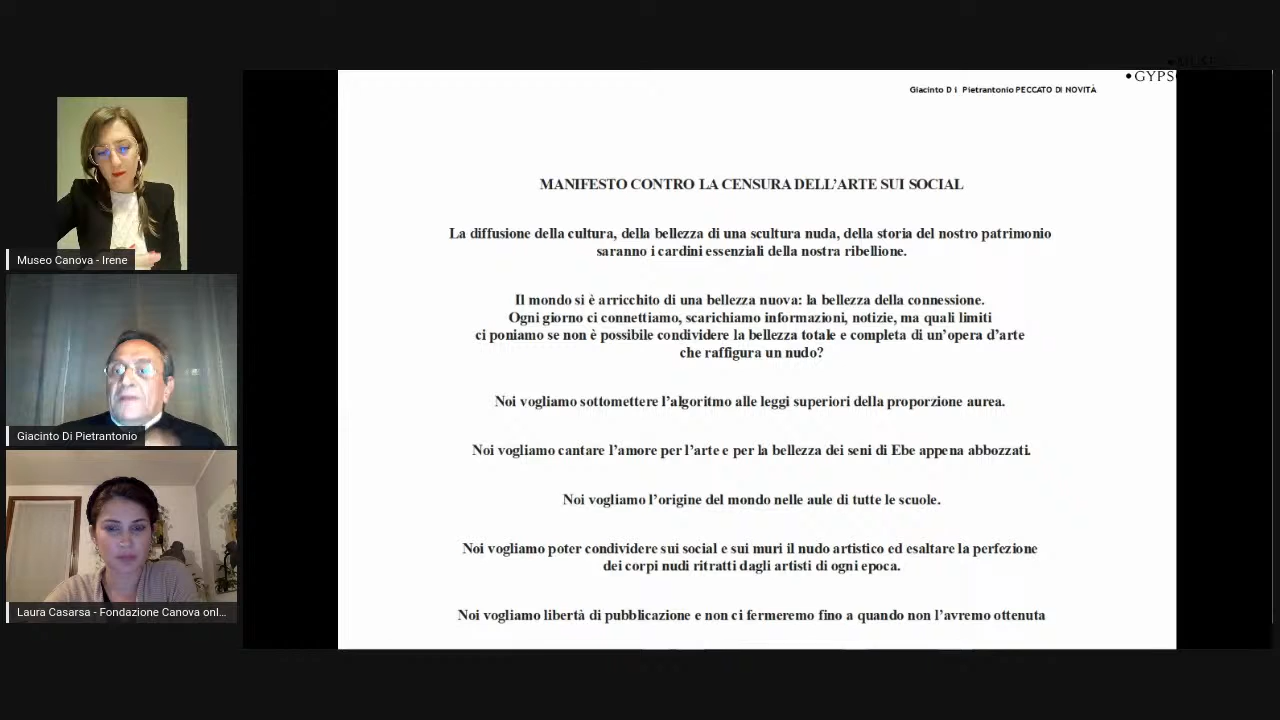 GYPS
Giacinto D i Pietrantonio PECCATO DI NOVITÀ
MANIFESTO CONTRO LA CENSURA DELL'ARTE SUI SOCIAL
La diffusione della cultura, della bellezza di una scultura nuda, della storia del nostro patrimonio
saranno i cardini essenziali della nostra ribellione.
Il mondo si è arricchito di una bellezza nuova: la bellezza della connessione.
Ogni giorno ci connettiamo, scarichiamo informazioni, notizie, ma quali limiti
ci poniamo se non è possibile condividere la bellezza totale e completa di un'opera d'arte
che raffigura un nudo?
Noi vogliamo sottomettere l'algoritmo alle leggi superiori della proporzione aurea.
Noi vogliamo cantare l'amore per l'arte e per la bellezza dei seni di Ebe appena abbozzati.
Noi vogliamo l'origine del mondo nelle aule di tutte le scuole.
Noi vogliamo poter condividere sui social e sui muri il nudo artistico ed esaltare la perfezione
dei corpi nudi ritratti dagli artisti di ogni epoca.
Noi vogliamo libertà di pubblicazione e non ci fermeremo fino a quando non l'avremo ottenuta
Museo Canova - Irene
Giacinto Di Pietrantonio
Laura Casarsa - Fondazione Canova onl...